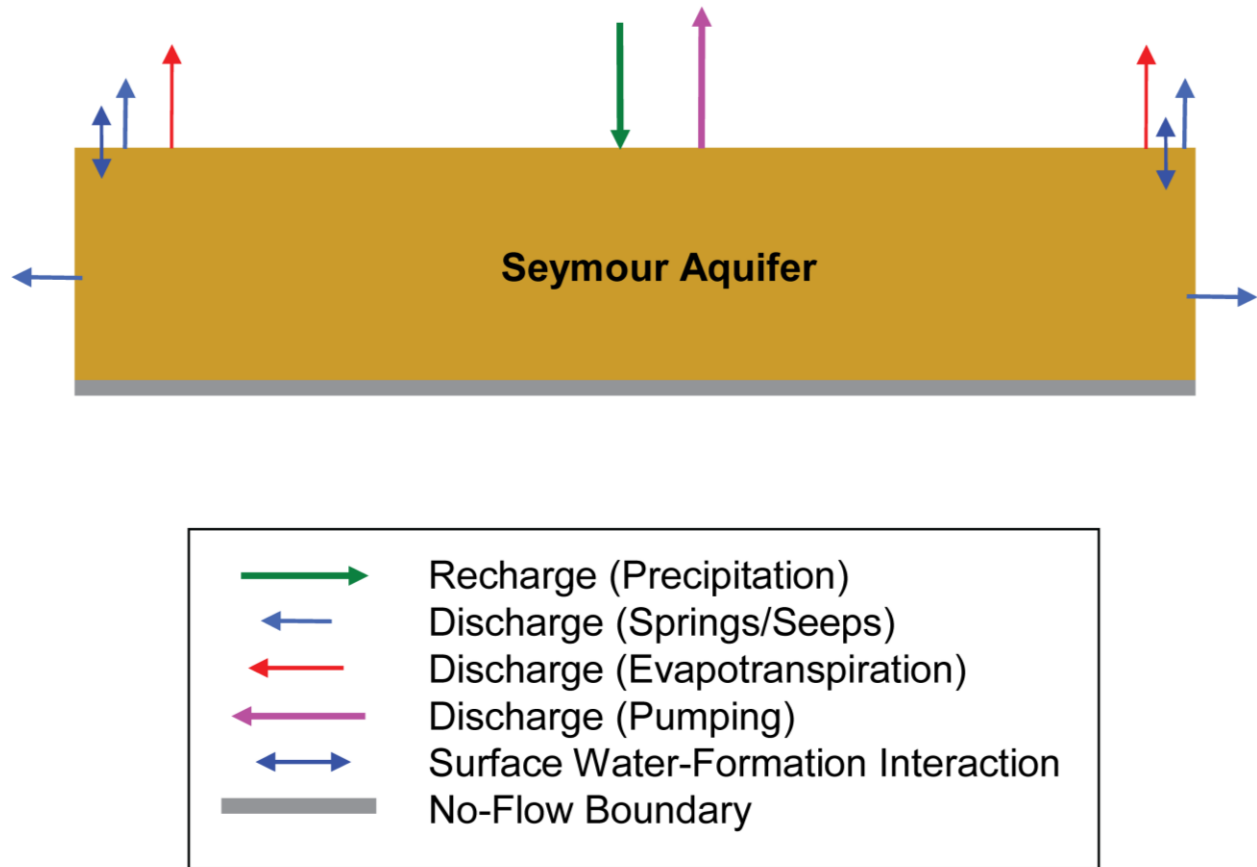 Seymour Aquifer
Recharge (Precipitation)
Discharge (Springs/Seeps)
Discharge (Evapotranspiration)
Discharge (Pumping)
Surface Water-Formation Interaction
No-Flow Boundary